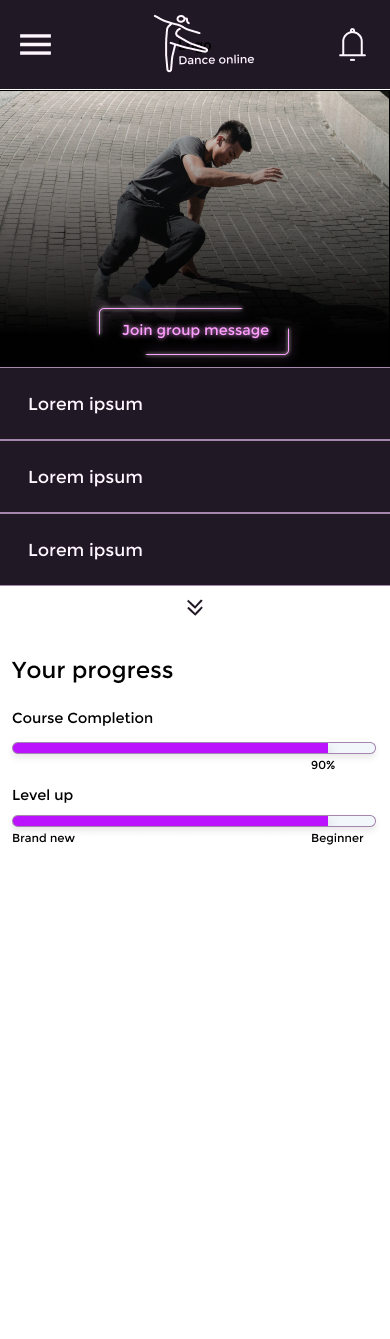 Dance online
Join group message
Lorem ipsum
Lorem ipsum
Lorem ipsum
Your progress
Course Completion
90%
Level up
Brand new Beginner